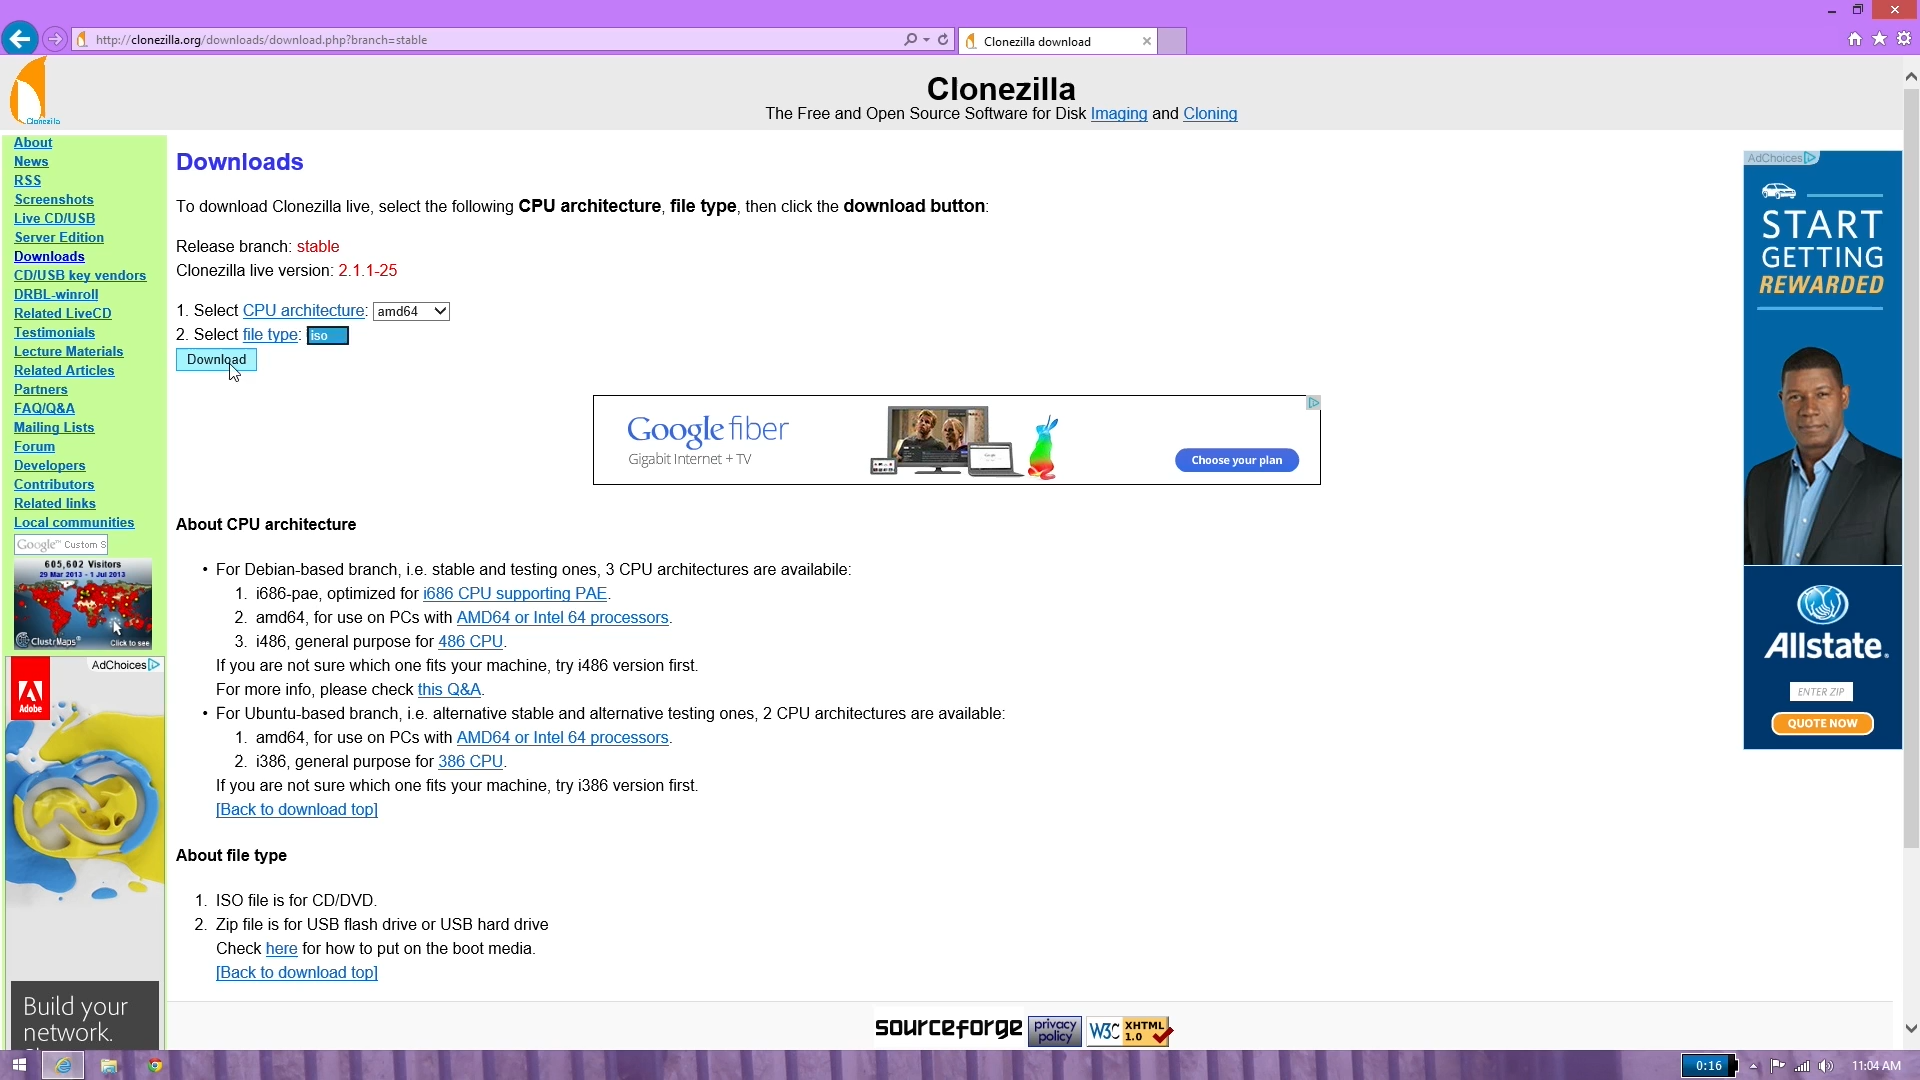 http://clonezilla.org/downloads/download.php?branch=stable
Clonezilla download
Clonezilla
Clonezilla
The Free and Open Source Software for Disk Imaging and Cloning
About
News
RSS
Screenshots
Live CD/USB
Server Edition
Downloads
CD/USB key vendors
DRBL-winroll
Related LiveCD
Testimonials
Lecture Materials
Related Articles
Partners
FAQ/Q&A
Mailing Lists
Forum
Developers
Contributors
Related links
Local communities
Google™ Custom S
605,602 Visitors
29 Mar 2013 - 1 Jul 2013
ClustrMaps®
Click to see
AdChoices
Adobe
Build your
network.
Downloads
To download Clonezilla live, select the following CPU architecture, file type, then click the download button:
Release branch: stable
Clonezilla live version: 2.1.1-25
1. Select CPU architecture: amd64
2. Select file type: iso
Download
Google fiber
Gigabit Internet + TV
Choose your plan
About CPU architecture
• For Debian-based branch, i.e. stable and testing ones, 3 CPU architectures are availabile:
1. i686-pae, optimized for i686 CPU supporting PAE.
2. amd64, for use on PCs with AMD64 or Intel 64 processors.
3. i486, general purpose for 486 CPU.
If you are not sure which one fits your machine, try i486 version first.
For more info, please check this Q&A.
• For Ubuntu-based branch, i.e. alternative stable and alternative testing ones, 2 CPU architectures are available:
1. amd64, for use on PCs with AMD64 or Intel 64 processors.
2. i386, general purpose for 386 CPU.
If you are not sure which one fits your machine, try i386 version first.
[Back to download top]
About file type
1. ISO file is for CD/DVD.
2. Zip file is for USB flash drive or USB hard drive
Check here for how to put on the boot media.
[Back to download top]
sourceforge
privacy
policy
W3C XHTML
1.0
AdChoices
START
GETTING
REWARDED
Allstate.
ENTER ZIP
QUOTE NOW
0:16
11:04 AM